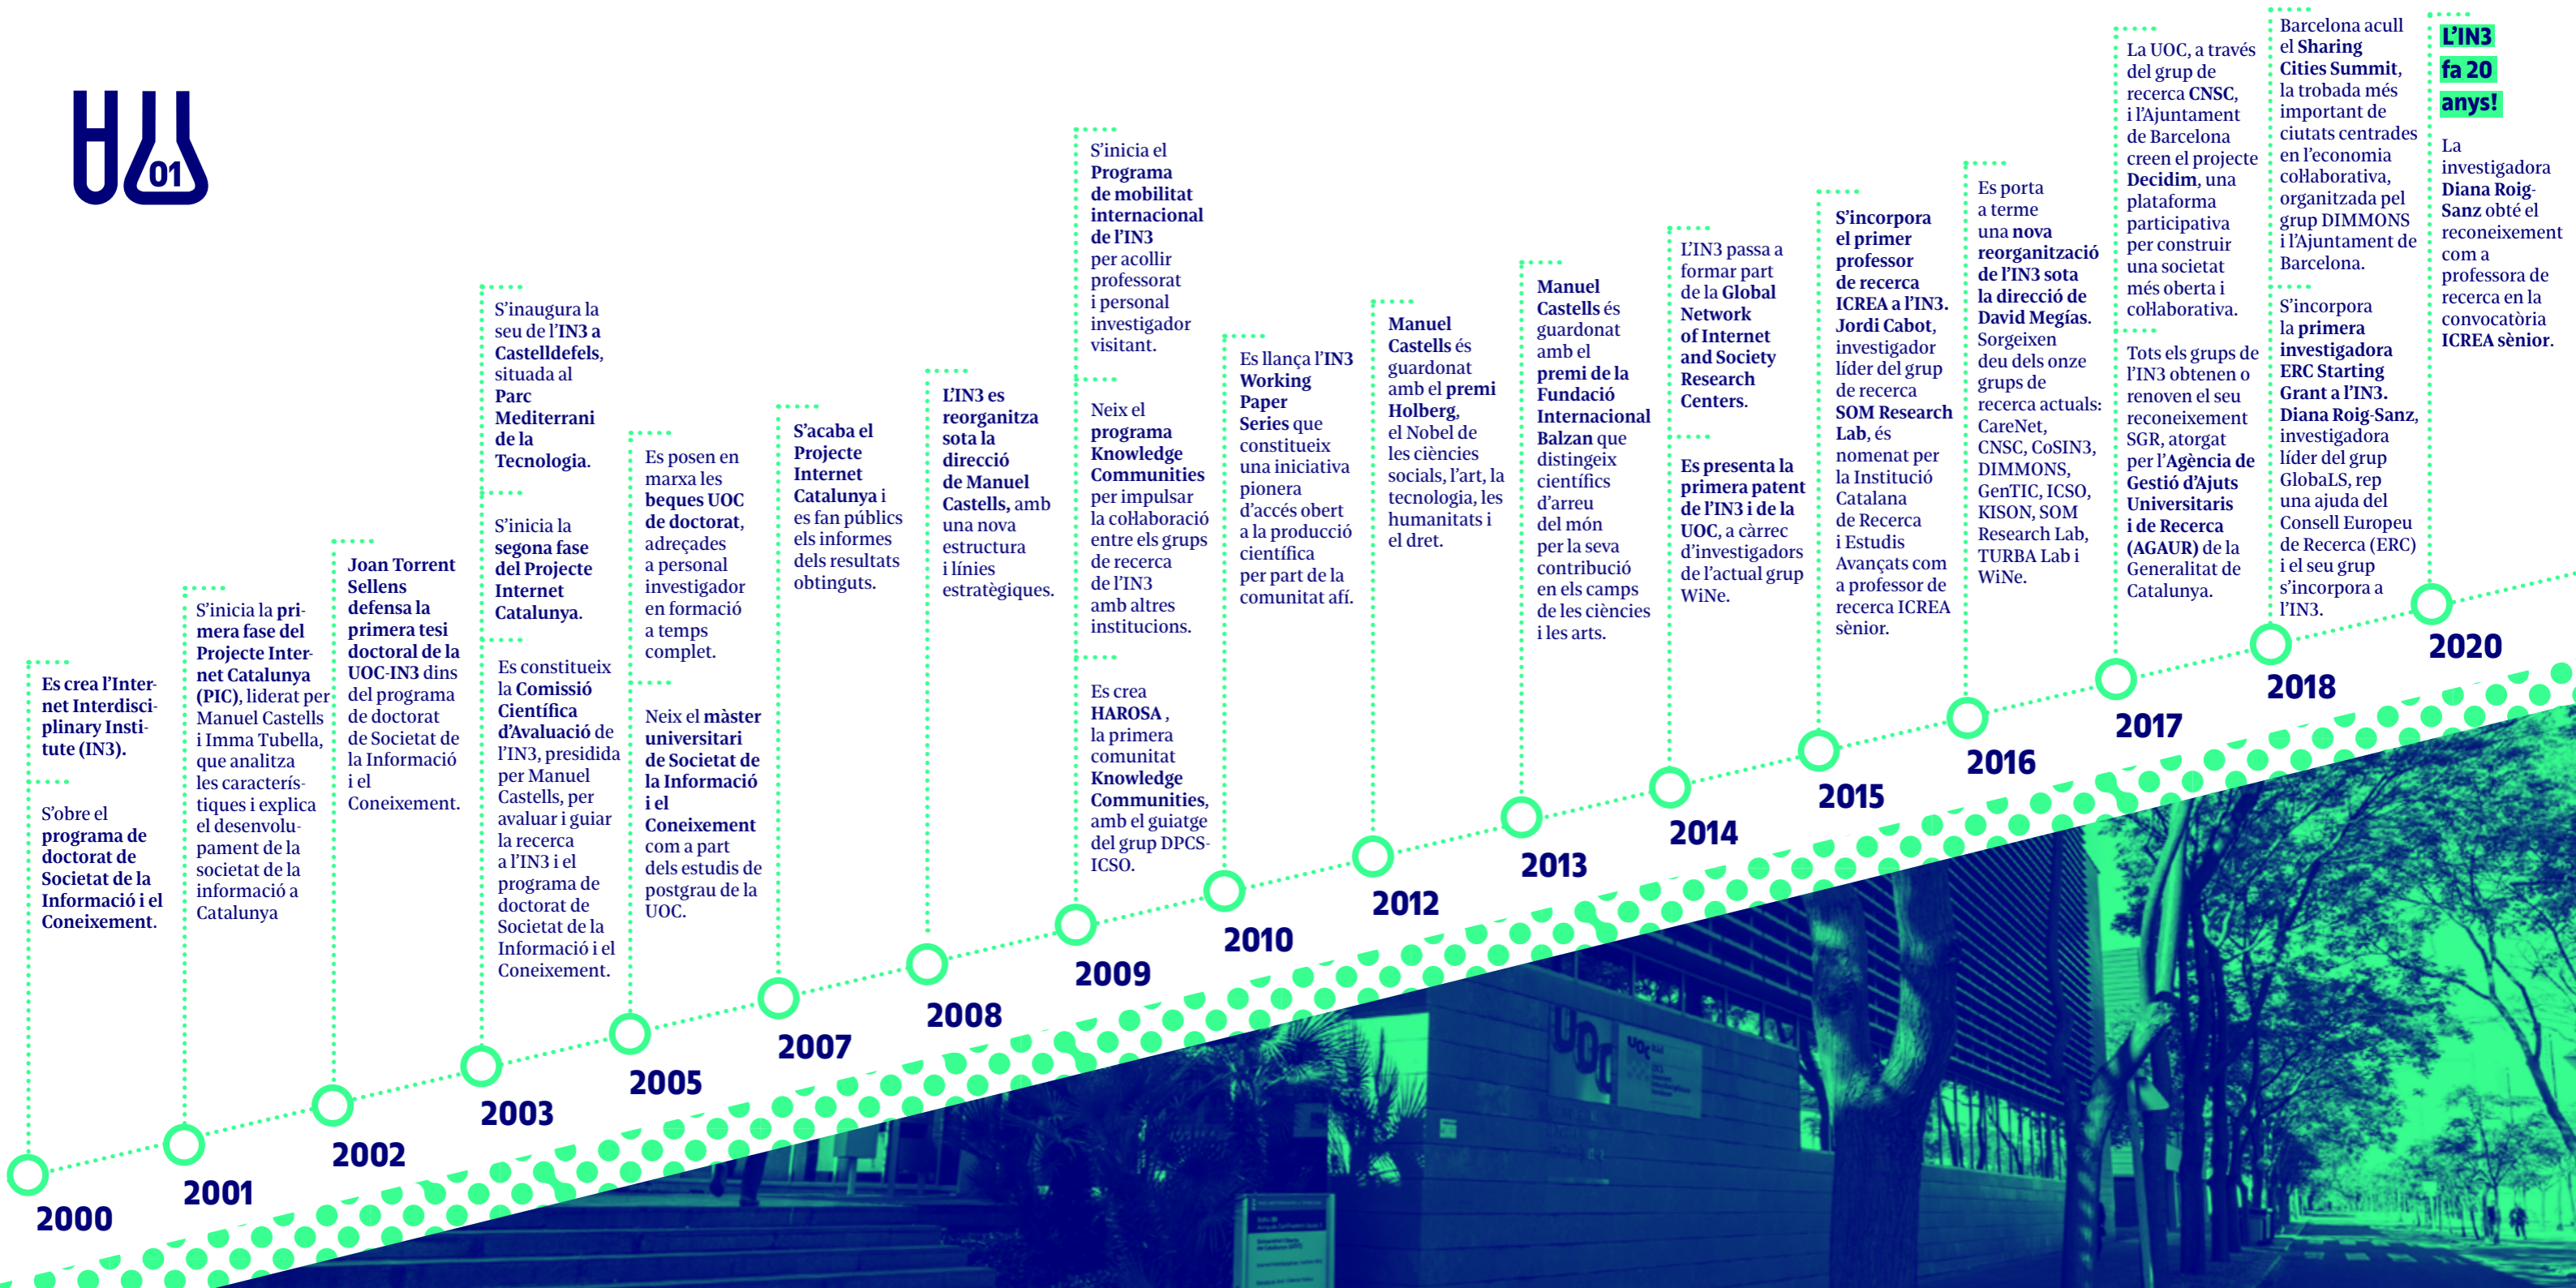 01
Es crea l’Inter-
net Interdisci-
plinary Insti-
tute (IN3).
S’obre el
programa de
doctorat de
Societat de la
Informació i el
Coneixement.
2000
S’inicia la pri-
mera fase del
Projecte Inter-
net Catalunya
(PIC), liderat per
Manuel Castells
i Imma Tubella,
que analitza
les caracterís-
tiques i explica
el desenvolu-
pament de la
societat de la
informació a
Catalunya
2001
Joan Torrent
Sellens
defensa la
primera tesi
doctoral de la
UOC-IN3 dins
del programa
de doctorat
de Societat de
la Informació
i el
Coneixement.
2002
S’inaugura la
seu de l’IN3 a
Castelldefels,
situada al
Parc
Mediterrani
de la
Tecnologia.
S’inicia la
segona fase
del Projecte
Internet
Catalunya.
Es constitueix
la Comissió
Científica
d’Avaluació de
l’IN3, presidida
per Manuel
Castells, per
avaluar i guiar
la recerca
a l’IN3 i el
programa de
doctorat de
Societat de la
Informació i el
Coneixement.
2003
Es posen en
marxa les
beques UOC
de doctorat,
adreçades
a personal
investigador
en formació
a temps
complet.
Neix el màster
universitari
de Societat de
la Informació
i el
Coneixement
com a part
dels estudis de
postgrau de la
UOC.
2005
S’acaba el
Projecte
Internet
Catalunya i
es fan públics
els informes
dels resultats
obtinguts.
2007
L’IN3 es
reorganitza
sota la
direcció
de Manuel
Castells, amb
una nova
estructura
i línies
estratègiques.
2008
S’inicia el
Programa
de mobilitat
internacional
de l’IN3
per acollir
professorat
i personal
investigador
visitant.
Neix el
programa
Knowledge
Communities
per impulsar
la col·laboració
entre els grups
de recerca
de l’IN3
amb altres
institucions.
Es crea
HAROSA ,
la primera
comunitat
Knowledge
Communities,
amb el guiatge
del grup DPCS-
ICSO.
2009
Es llança l’IN3
Working
Paper
Series que
constitueix
una iniciativa
pionera
d’accés obert
a la producció
científica
per part de la
comunitat afí.
2010
Manuel
Castells és
guardonat
amb el premi
Holberg,
el Nobel de
les ciències
socials, l’art, la
tecnologia, les
humanitats i
el dret.
2012
Manuel
Castells és
guardonat
amb el
premi de la
Fundació
Internacional
Balzan que
distingeix
científics
d’arreu
del món
per la seva
contribució
en els camps
de les ciències
i les arts.
2013
L’IN3 passa a
formar part
de la Global
Network
of Internet
and Society
Research
Centers.
Es presenta la
primera patent
de l’IN3 i de la
UOC, a càrrec
d’investigadors
de l’actual grup
WiNe.
2014
S’incorpora
el primer
professor
de recerca
ICREA a l’IN3.
Jordi Cabot,
investigador
líder del grup
de recerca
SOM Research
Lab, és
nomenat per
la Institució
Catalana
de Recerca
i Estudis
Avançats com
a professor de
recerca ICREA
sènior.
2015
Es porta
a terme
una nova
reorganització
de l’IN3 sota
la direcció de
David Megías.
Sorgeixen
deu dels onze
grups de
recerca actuals:
CareNet,
CNSC, CoSIN3,
DIMMONS,
GenTIC, ICSO,
KISON, SOM
Research Lab,
TURBA Lab i
WiNe.
2016
La UOC, a través
del grup de
recerca CNSC,
i l’Ajuntament
de Barcelona
creen el projecte
Decidim, una
plataforma
participativa
per construir
una societat
més oberta i
col·laborativa.
Tots els grups de
l’IN3 obtenen o
renoven el seu
reconeixement
SGR, atorgat
per l’Agència de
Gestió d’Ajuts
Universitaris
i de Recerca
(AGAUR) de la
Generalitat de
Catalunya.
2017
Barcelona acull
el Sharing
Cities Summit,
la trobada més
important de
ciutats centrades
en l’economia
col·laborativa,
organitzada pel
grup DIMMONS
i l’Ajuntament de
Barcelona.
S’incorpora
la primera
investigadora
ERC Starting
Grant a l’IN3.
Diana Roig-Sanz,
investigadora
líder del grup
GlobaLS, rep
una ajuda del
Consell Europeu
de Recerca (ERC)
i el seu grup
s’incorpora a
l’IN3.
2018
L’IN3
fa 20
anys!
La
investigadora
Diana Roig-
Sanz obté el
reconeixement
com a
professora de
recerca en la
convocatòria
ICREA sènior.
2020
UOC
UOC